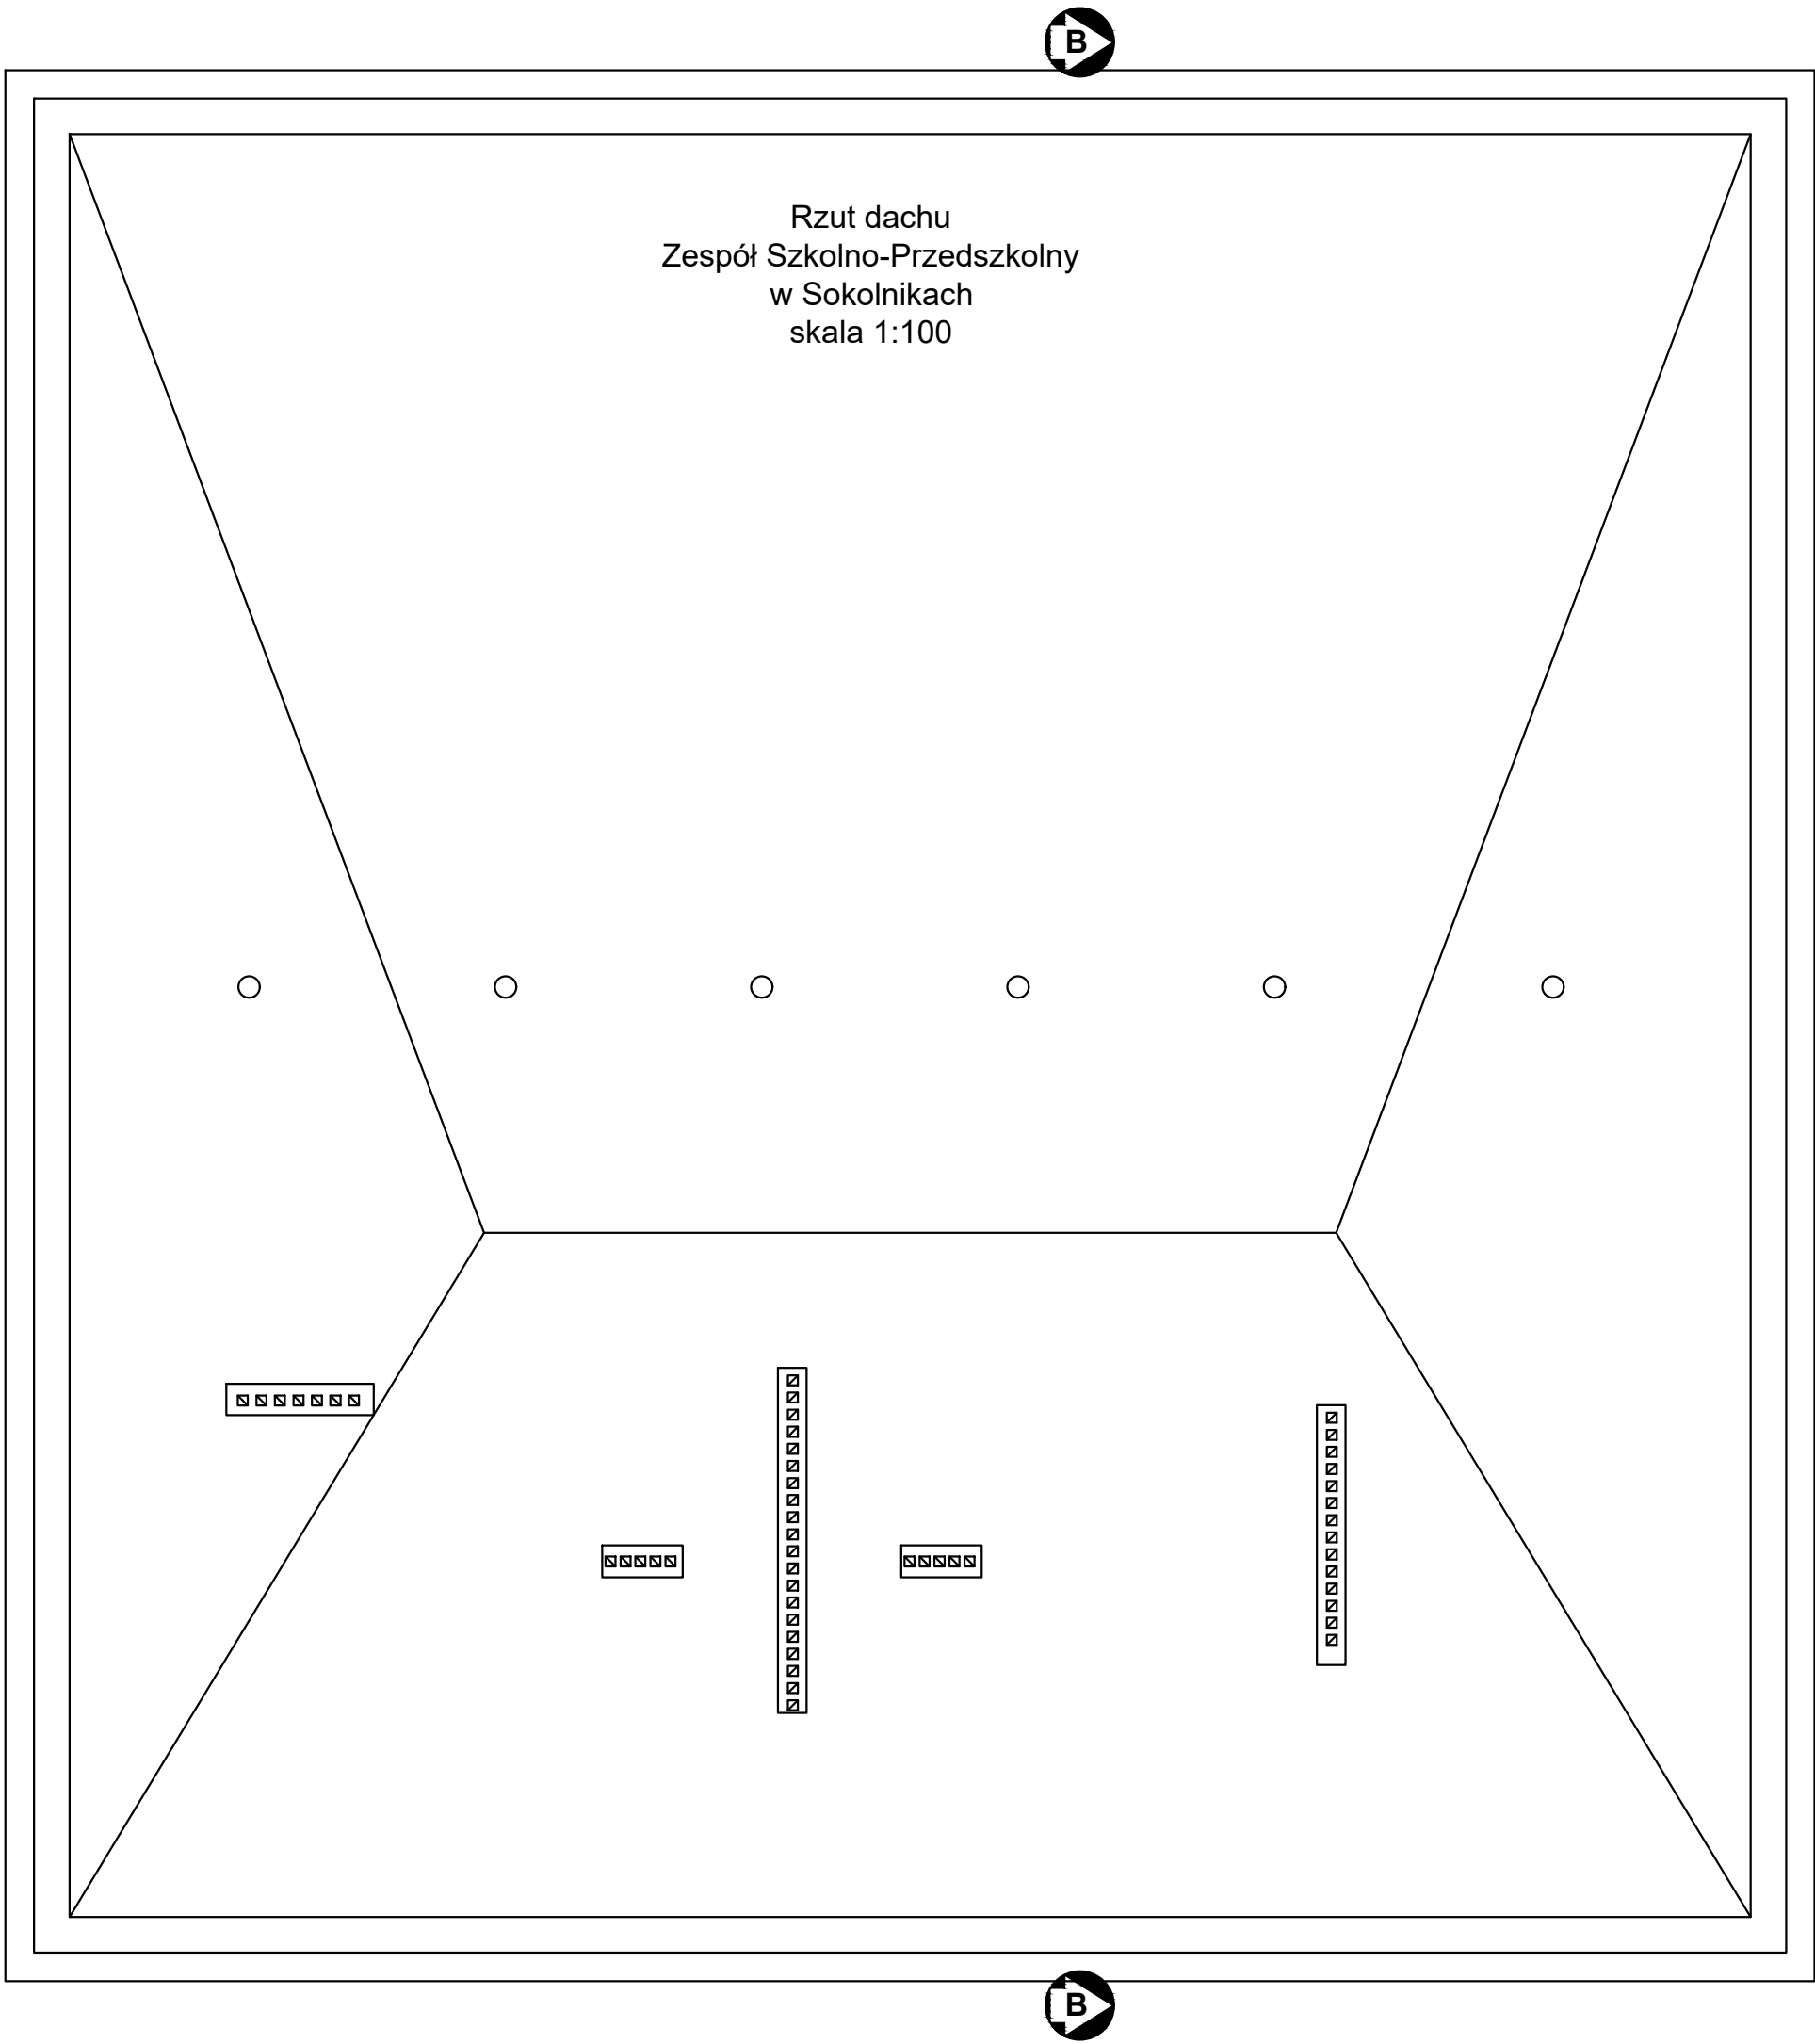 B
Rzut dachu
Zespół Szkolno-Przedszkolny
w Sokolnikach
skala 1:100
B